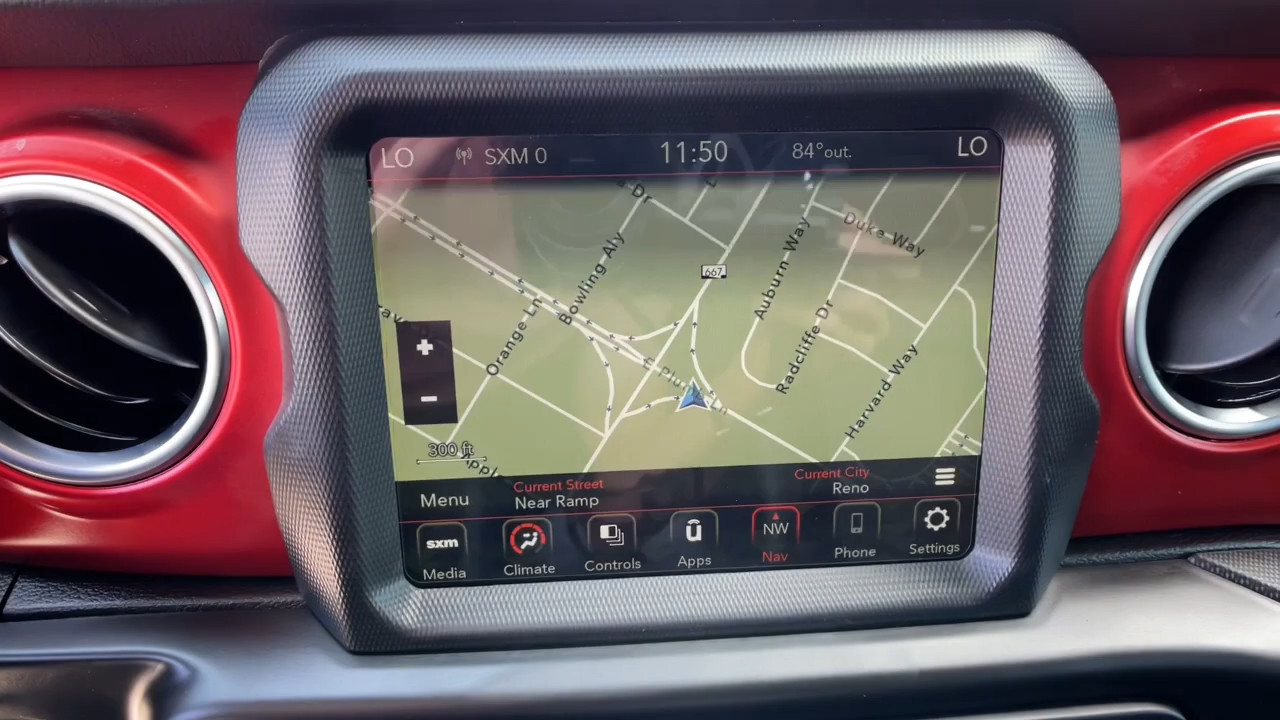 LO SXM 0 11:50 84°out. LO
Dr
L
Duke Way
Auburn Way
Bowling Aly
667
Orange Ln
Radcliffe Dr
Harvard Way
+
-
300 ft
Current Street
Near Ramp
Current City
Reno
Menu
sxm
Media
Climate
Controls
û
Apps
NW
Nav
Phone
Settings